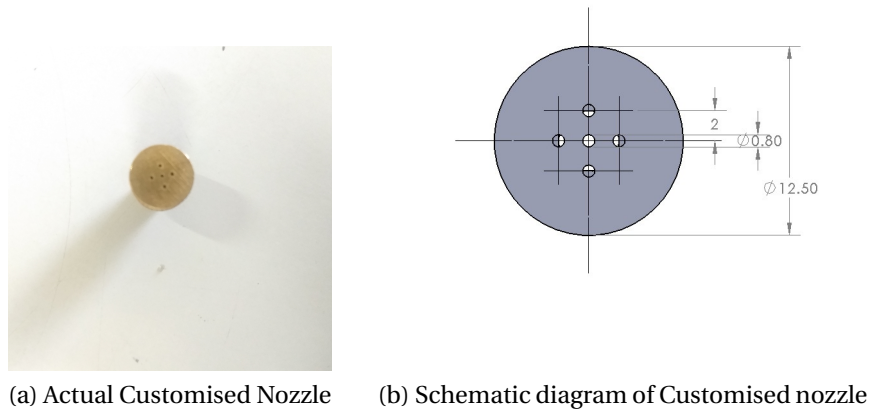 2
∅0.80
∅12.50
(a) Actual Customised Nozzle
(b) Schematic diagram of Customised nozzle